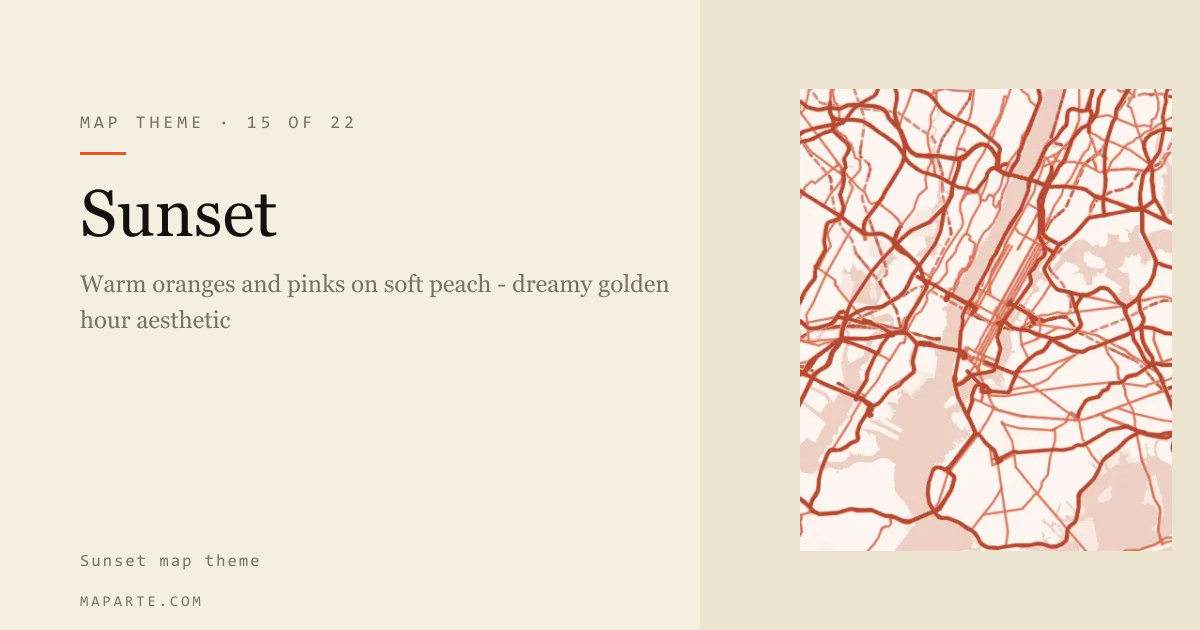 MAP THEME · 15 OF 22
Sunset
Warm oranges and pinks on soft peach - dreamy golden
hour aesthetic
Sunset map theme
MAPARTE.COM